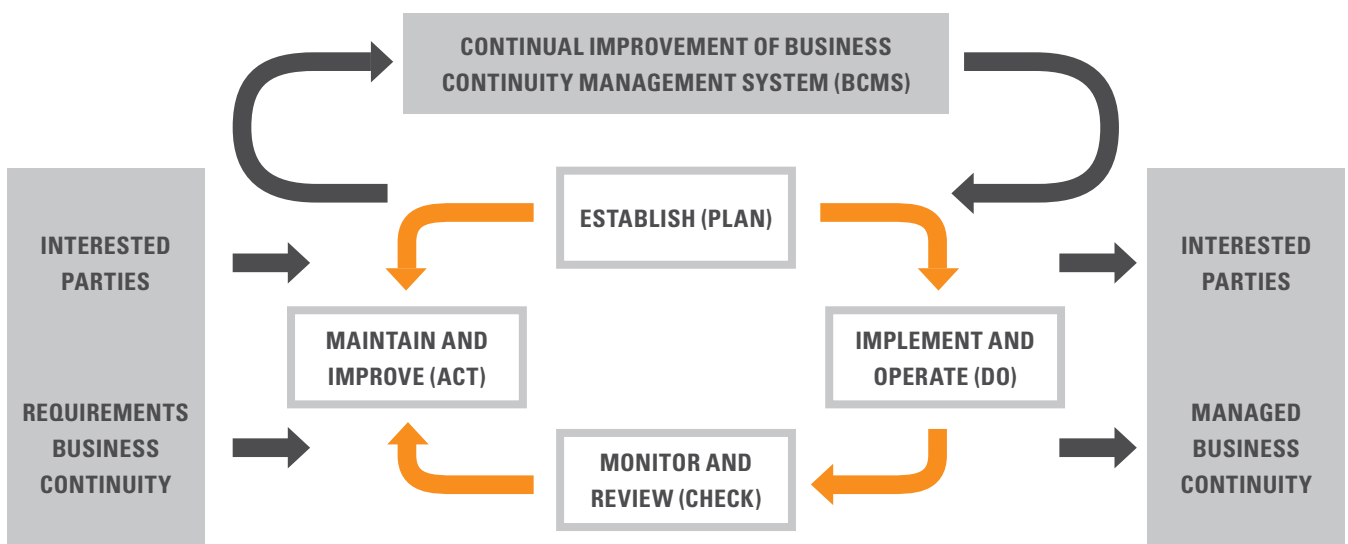 CONTINUAL IMPROVEMENT OF BUSINESS
CONTINUITY MANAGEMENT SYSTEM (BCMS)
ESTABLISH (PLAN)
INTERESTED
PARTIES
REQUIREMENTS
BUSINESS
CONTINUITY
MAINTAIN AND
IMPROVE (ACT)
IMPLEMENT AND
OPERATE (DO)
MONITOR AND
REVIEW (CHECK)
INTERESTED
PARTIES
MANAGED
BUSINESS
CONTINUITY